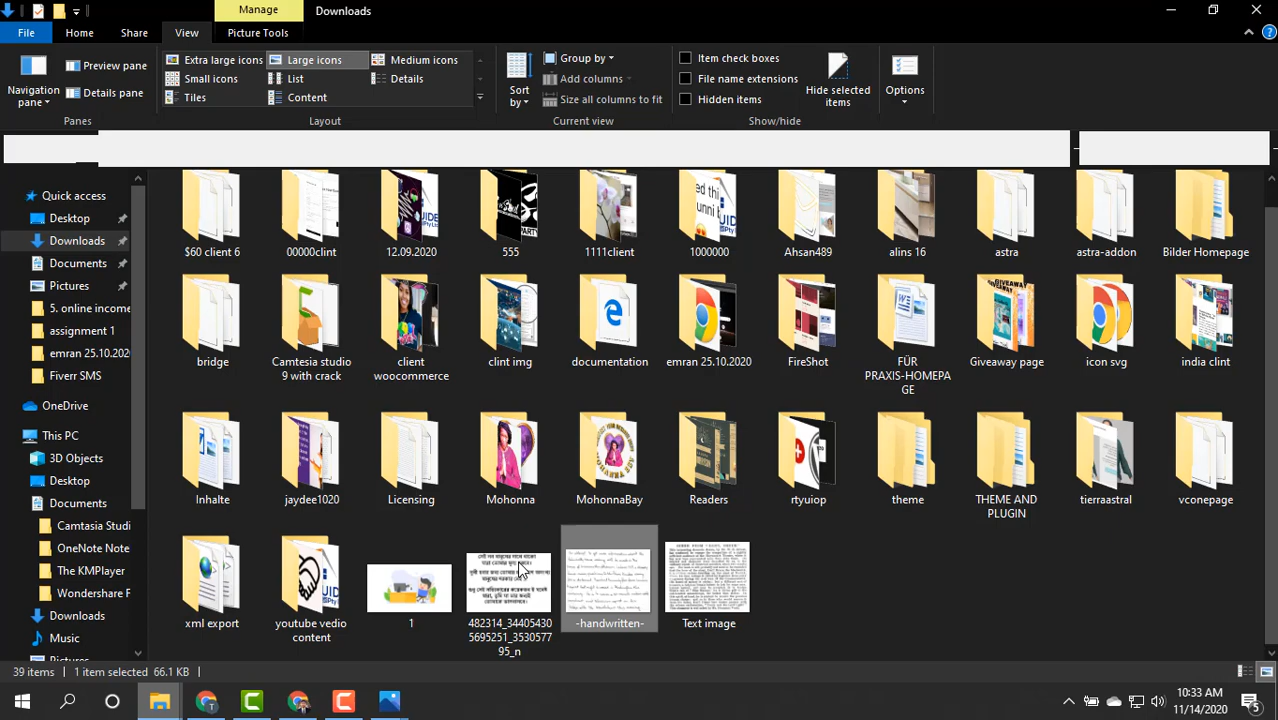 Manage
Downloads
File
Home
Share
View
Picture Tools
Navigation pane
Preview pane
Details pane
Panes
Extra large icons
Large icons
Medium icons
Small icons
List
Details
Tiles
Content
Layout
Sort by
Group by
Add columns
Size all columns to fit
Current view
Item check boxes
File name extensions
Hidden items
Hide selected items
Show/hide
Options
Quick access
Desktop
Downloads
Documents
Pictures
5. online income
assignment 1
emran 25.10.2020
Fiverr SMS
OneDrive
This PC
3D Objects
Desktop
Documents
Camtasia Studi
OneNote Note
The KMPlayer
Wondershare F
Downloads
Music
Pictures
$60 client 6
00000clint
12.09.2020
555
1111client
1000000
Ahsan489
alins 16
astra
astra-addon
Bilder Homepage
bridge
Camtesia studio
9 with crack
client
woocommerce
clint img
documentation
emran 25.10.2020
FireShot
FÜR
PRAXIS-HOMEPA
GE
Giveaway page
icon svg
india clint
Inhalte
jaydee1020
Licensing
Mohonna
MohonnaBay
Readers
rtyuiop
theme
THEME AND
PLUGIN
tierraastral
vconepage
xml export
youtube vedio
content
1
482314_34405430
5695251_3530577
95_n
-handwritten-
Text image
39 items
1 item selected 66.1 KB
10:33 AM
11/14/2020
5